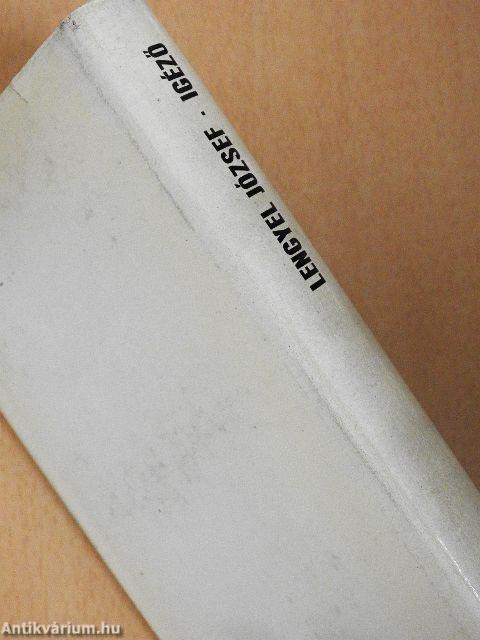 LENGYEL JÓZSEF - IGÉZŐ
Antikvárium.hu